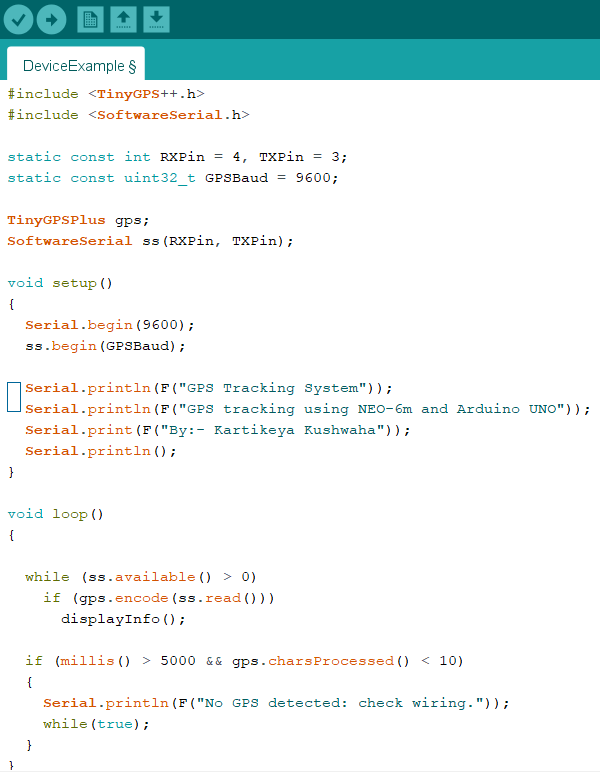 DeviceExample §
#include <TinyGPS++.h>
#include <SoftwareSerial.h>
static const int RXPin = 4, TXPin = 3;
static const uint32_t GPSBaud = 9600;
TinyGPSPlus gps;
SoftwareSerial ss(RXPin, TXPin);
void setup()
{
  Serial.begin(9600);
  ss.begin(GPSBaud);
  Serial.println(F("GPS Tracking System"));
  Serial.println(F("GPS tracking using NEO-6m and Arduino UNO"));
  Serial.print(F("By:- Kartikeya Kushwaha"));
  Serial.println();
}
void loop()
{
  while (ss.available() > 0)
    if (gps.encode(ss.read()))
      displayInfo();
  if (millis() > 5000 && gps.charsProcessed() < 10)
  {
    Serial.println(F("No GPS detected: check wiring."));
    while(true);
  }
}